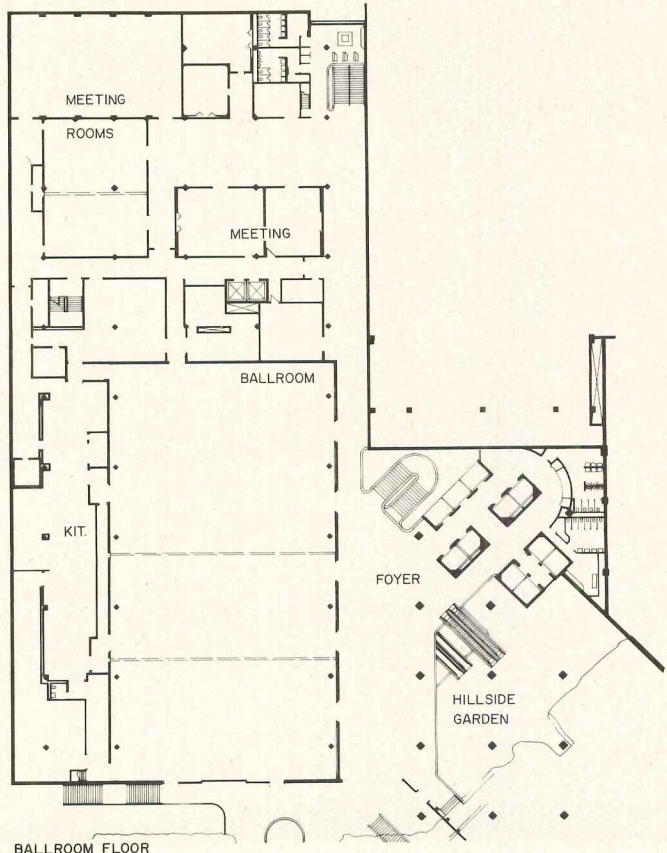 MEETING
ROOMS
MEETING
BALLROOM
KIT.
FOYER
HILLSIDE
GARDEN
BALLROOM FLOOR